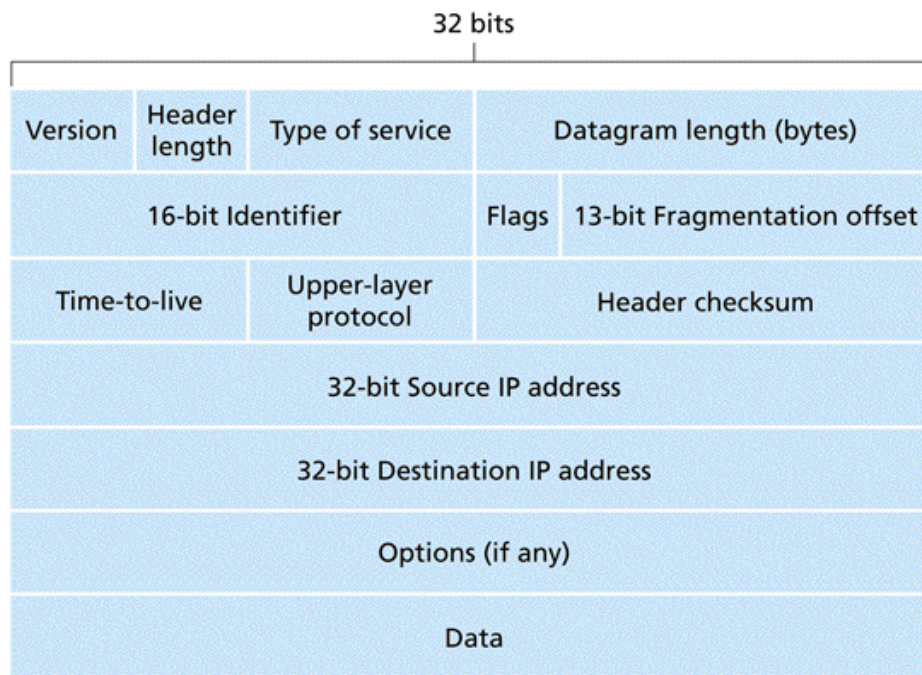 32 bits
Version
Header
length
Type of service
Datagram length (bytes)
16-bit Identifier
Flags
13-bit Fragmentation offset
Time-to-live
Upper-layer
protocol
Header checksum
32-bit Source IP address
32-bit Destination IP address
Options (if any)
Data